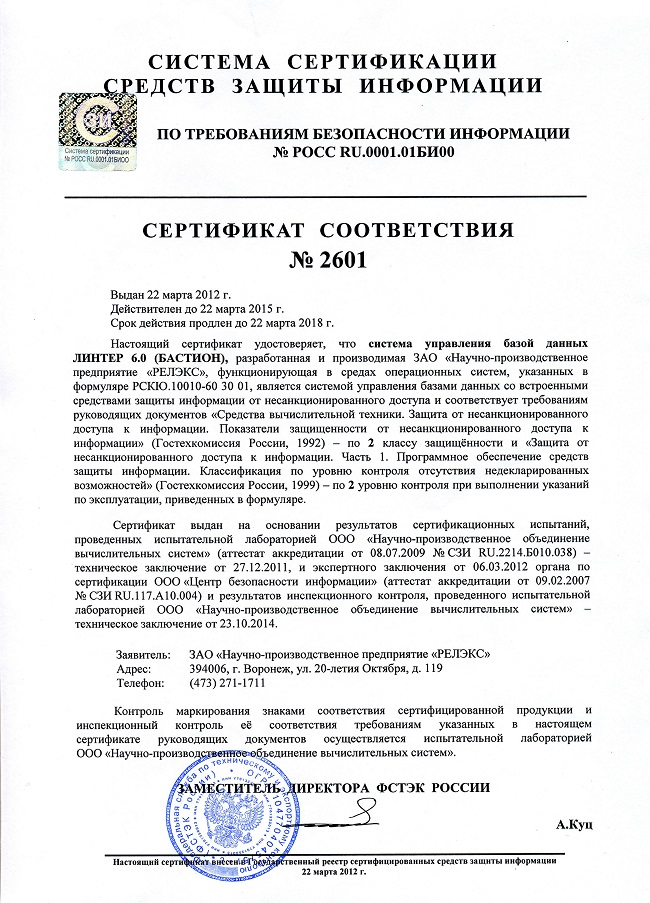 СИСТЕМА СЕРТИФИКАЦИИ
СРЕДСТВ ЗАЩИТЫ ИНФОРМАЦИИ
ЗИ
Система сертификации
№ РОСС RU.0001.01БИ00
ПО ТРЕБОВАНИЯМ БЕЗОПАСНОСТИ ИНФОРМАЦИИ
№ РОСС RU.0001.01БИ00
СЕРТИФИКАТ СООТВЕТСТВИЯ
№ 2601
Выдан 22 марта 2012 г.
Действителен до 22 марта 2015 г.
Срок действия продлен до 22 марта 2018 г.
Настоящий сертификат удостоверяет, что система управления базой данных
ЛИНТЕР 6.0 (БАСТИОН), разработанная и производимая ЗАО «Научно-производственное
предприятие «РЕЛЭКС», функционирующая в средах операционных систем, указанных в
формуляре РСКЮ.10010-60 30 01, является системой управления базами данных со встроенными
средствами защиты информации от несанкционированного доступа и соответствует требованиям
руководящих документов «Средства вычислительной техники. Защита от несанкционированного
доступа к информации. Показатели защищенности от несанкционированного доступа к
информации» (Гостехкомиссия России, 1992) – по 2 классу защищённости и «Защита от
несанкционированного доступа к информации. Часть 1. Программное обеспечение средств
защиты информации. Классификация по уровню контроля отсутствия недекларированных
возможностей» (Гостехкомиссия России, 1999) – по 2 уровню контроля при выполнении указаний
по эксплуатации, приведенных в формуляре.
Сертификат выдан на основании результатов сертификационных испытаний,
проведенных испытательной лабораторией ООО «Научно-производственное объединение
вычислительных систем» (аттестат аккредитации от 08.07.2009 № СЗИ RU.2214.Б010.038) –
техническое заключение от 27.12.2011, и экспертного заключения от 06.03.2012 органа по
сертификации ООО «Центр безопасности информации» (аттестат аккредитации от 09.02.2007
№ СЗИ RU.117.А10.004) и результатов инспекционного контроля, проведенного испытательной
лабораторией ООО «Научно-производственное объединение вычислительных систем» –
техническое заключение от 23.10.2014.
Заявитель: ЗАО «Научно-производственное предприятие «РЕЛЭКС»
Адрес: 394006, г. Воронеж, ул. 20-летия Октября, д. 119
Телефон: (473) 271-1711
Контроль маркирования знаками соответствия сертифицированной продукции и
инспекционный контроль её соответствия требованиям указанных в настоящем
сертификате руководящих документов осуществляется испытательной лабораторией
ООО «Научно-производственное объединение вычислительных систем».
ЗАМЕСТИТЕЛЬ ДИРЕКТОРА ФСТЭК РОССИИ
А.Куц
Федеральная служба по техническому и экспортному контролю
(ФСТЭК России)
Настоящий сертификат внесен в Государственный реестр сертифицированных средств защиты информации
22 марта 2012 г.